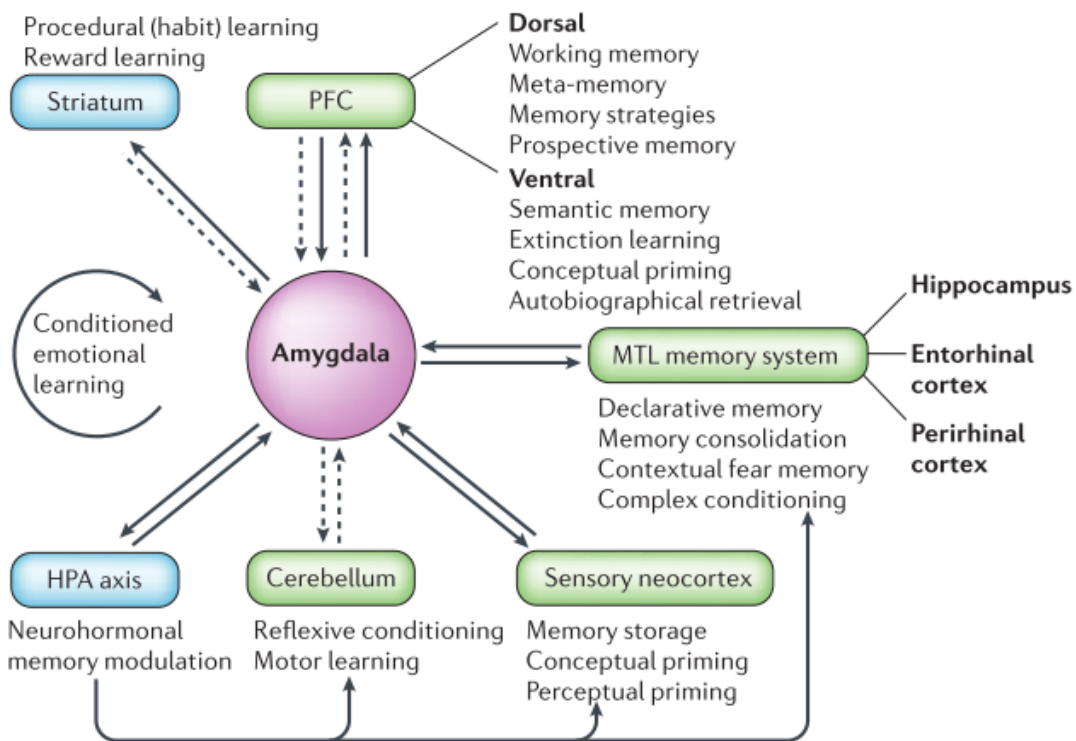 Procedural (habit) learning
Reward learning
Striatum
PFC
Dorsal
Working memory
Meta-memory
Memory strategies
Prospective memory
Ventral
Semantic memory
Extinction learning
Conceptual priming
Autobiographical retrieval
Conditioned
emotional
learning
Amygdala
MTL memory system
Hippocampus
Entorhinal
cortex
Perirhinal
cortex
Declarative memory
Memory consolidation
Contextual fear memory
Complex conditioning
HPA axis
Neurohormonal
memory modulation
Cerebellum
Reflexive conditioning
Motor learning
Sensory neocortex
Memory storage
Conceptual priming
Perceptual priming